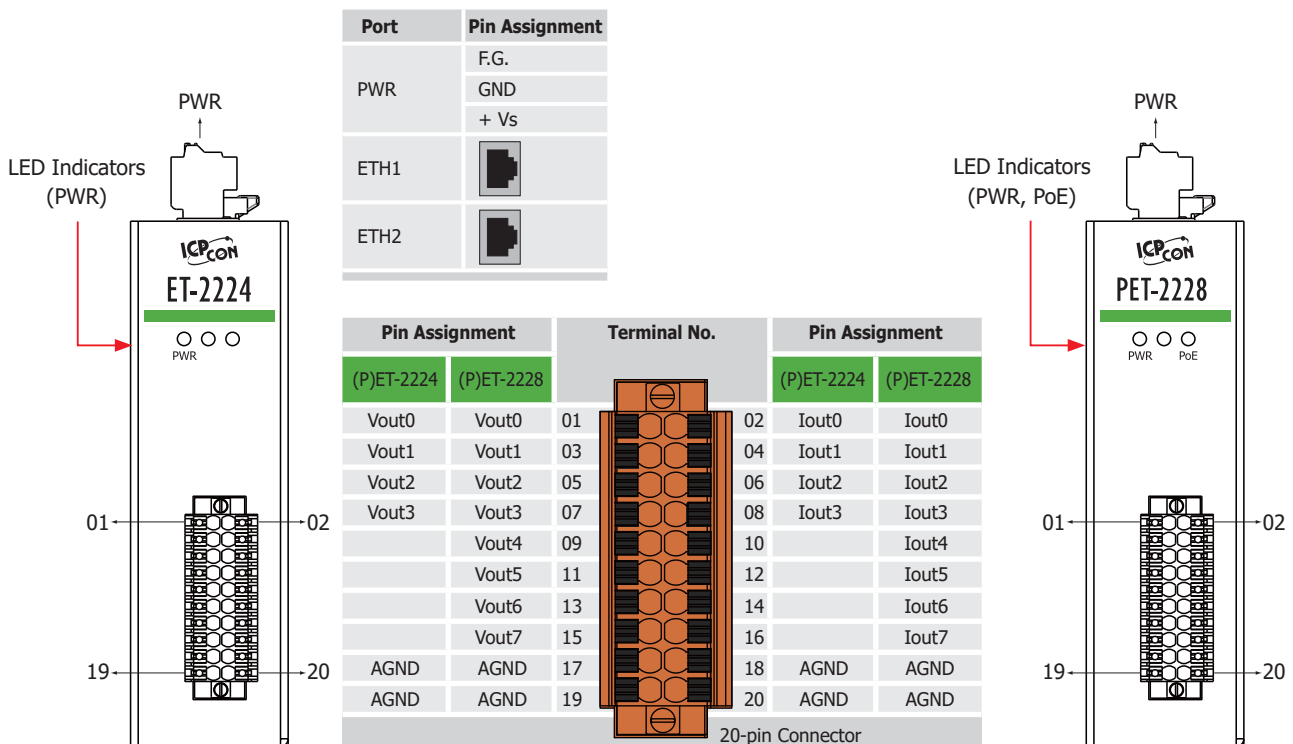 Port Pin Assignment
PWR
F.G.
GND
+ Vs
ETH1
ETH2
PWR
LED Indicators
(PWR)
ICP CON
ET-2224
PWR
01
02
19
20
Pin Assignment Terminal No. Pin Assignment
(P)ET-2224 (P)ET-2228 (P)ET-2224 (P)ET-2228
Vout0 Vout0 01 02 Iout0 Iout0
Vout1 Vout1 03 04 Iout1 Iout1
Vout2 Vout2 05 06 Iout2 Iout2
Vout3 Vout3 07 08 Iout3 Iout3
Vout4 09 10 Iout4
Vout5 11 12 Iout5
Vout6 13 14 Iout6
Vout7 15 16 Iout7
AGND AGND 17 18 AGND AGND
AGND AGND 19 20 AGND AGND
20-pin Connector
PWR
LED Indicators
(PWR, PoE)
ICP CON
PET-2228
PWR PoE
01
02
19
20